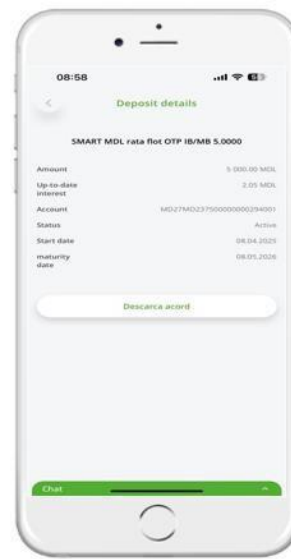 08:58
Deposit details
SMART MDL rata flot OTP IB/MB 5.0000
Amount 5 000.00 MDL
Up-to-date 2.05 MDL
interest
Account
Status Active
Start date 08.04.2025
maturity 08.05.2026
date
Descarca acord
Chat